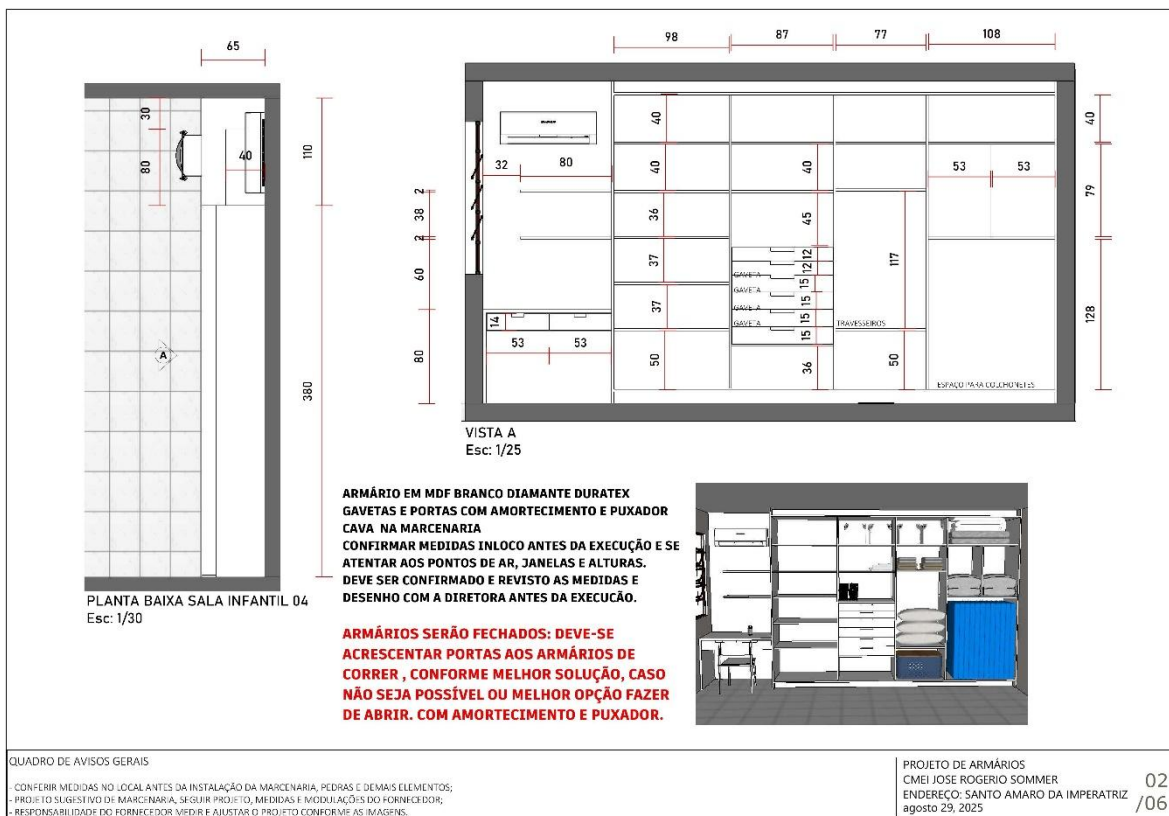 65
30
80
40
110
380
PLANTA BAIXA SALA INFANTIL 04
Esc: 1/30
98
87
77
108
40
40
32
80
40
40
53
53
79
2
38
2
36
45
60
37
12
12
117
GAVETA
15
GAVETA
37
15
128
14
GAVETA
15
GAVETA
TRAVESSEIROS
15
53
53
80
50
36
50
ESPAÇO PARA COLCHONETES
VISTA A
Esc: 1/25
A
ARMÁRIO EM MDF BRANCO DIAMANTE DURATEX
GAVETAS E PORTAS COM AMORTECIMENTO E PUXADOR
CAVA NA MARCENARIA
CONFIRMAR MEDIDAS INLOCO ANTES DA EXECUÇÃO E SE
ATENTAR AOS PONTOS DE AR, JANELAS E ALTURAS.
DEVE SER CONFIRMADO E REVISTO AS MEDIDAS E
DESENHO COM A DIRETORA ANTES DA EXECUCÃO.
ARMÁRIOS SERÃO FECHADOS: DEVE-SE
ACRESCENTAR PORTAS AOS ARMÁRIOS DE
CORRER , CONFORME MELHOR SOLUÇÃO, CASO
NÃO SEJA POSSÍVEL OU MELHOR OPÇÃO FAZER
DE ABRIR. COM AMORTECIMENTO E PUXADOR.
QUADRO DE AVISOS GERAIS
- CONFERIR MEDIDAS NO LOCAL ANTES DA INSTALAÇÃO DA MARCENARIA, PEDRAS E DEMAIS ELEMENTOS;
- PROJETO SUGESTIVO DE MARCENARIA, SEGUIR PROJETO, MEDIDAS E MODULAÇÕES DO FORNECEDOR;
- RESPONSABILIDADE DO FORNECEDOR MEDIR E AJUSTAR O PROJETO CONFORME AS IMAGENS.
PROJETO DE ARMÁRIOS
CMEI JOSE ROGERIO SOMMER
ENDEREÇO: SANTO AMARO DA IMPERATRIZ
agosto 29, 2025
02
/06